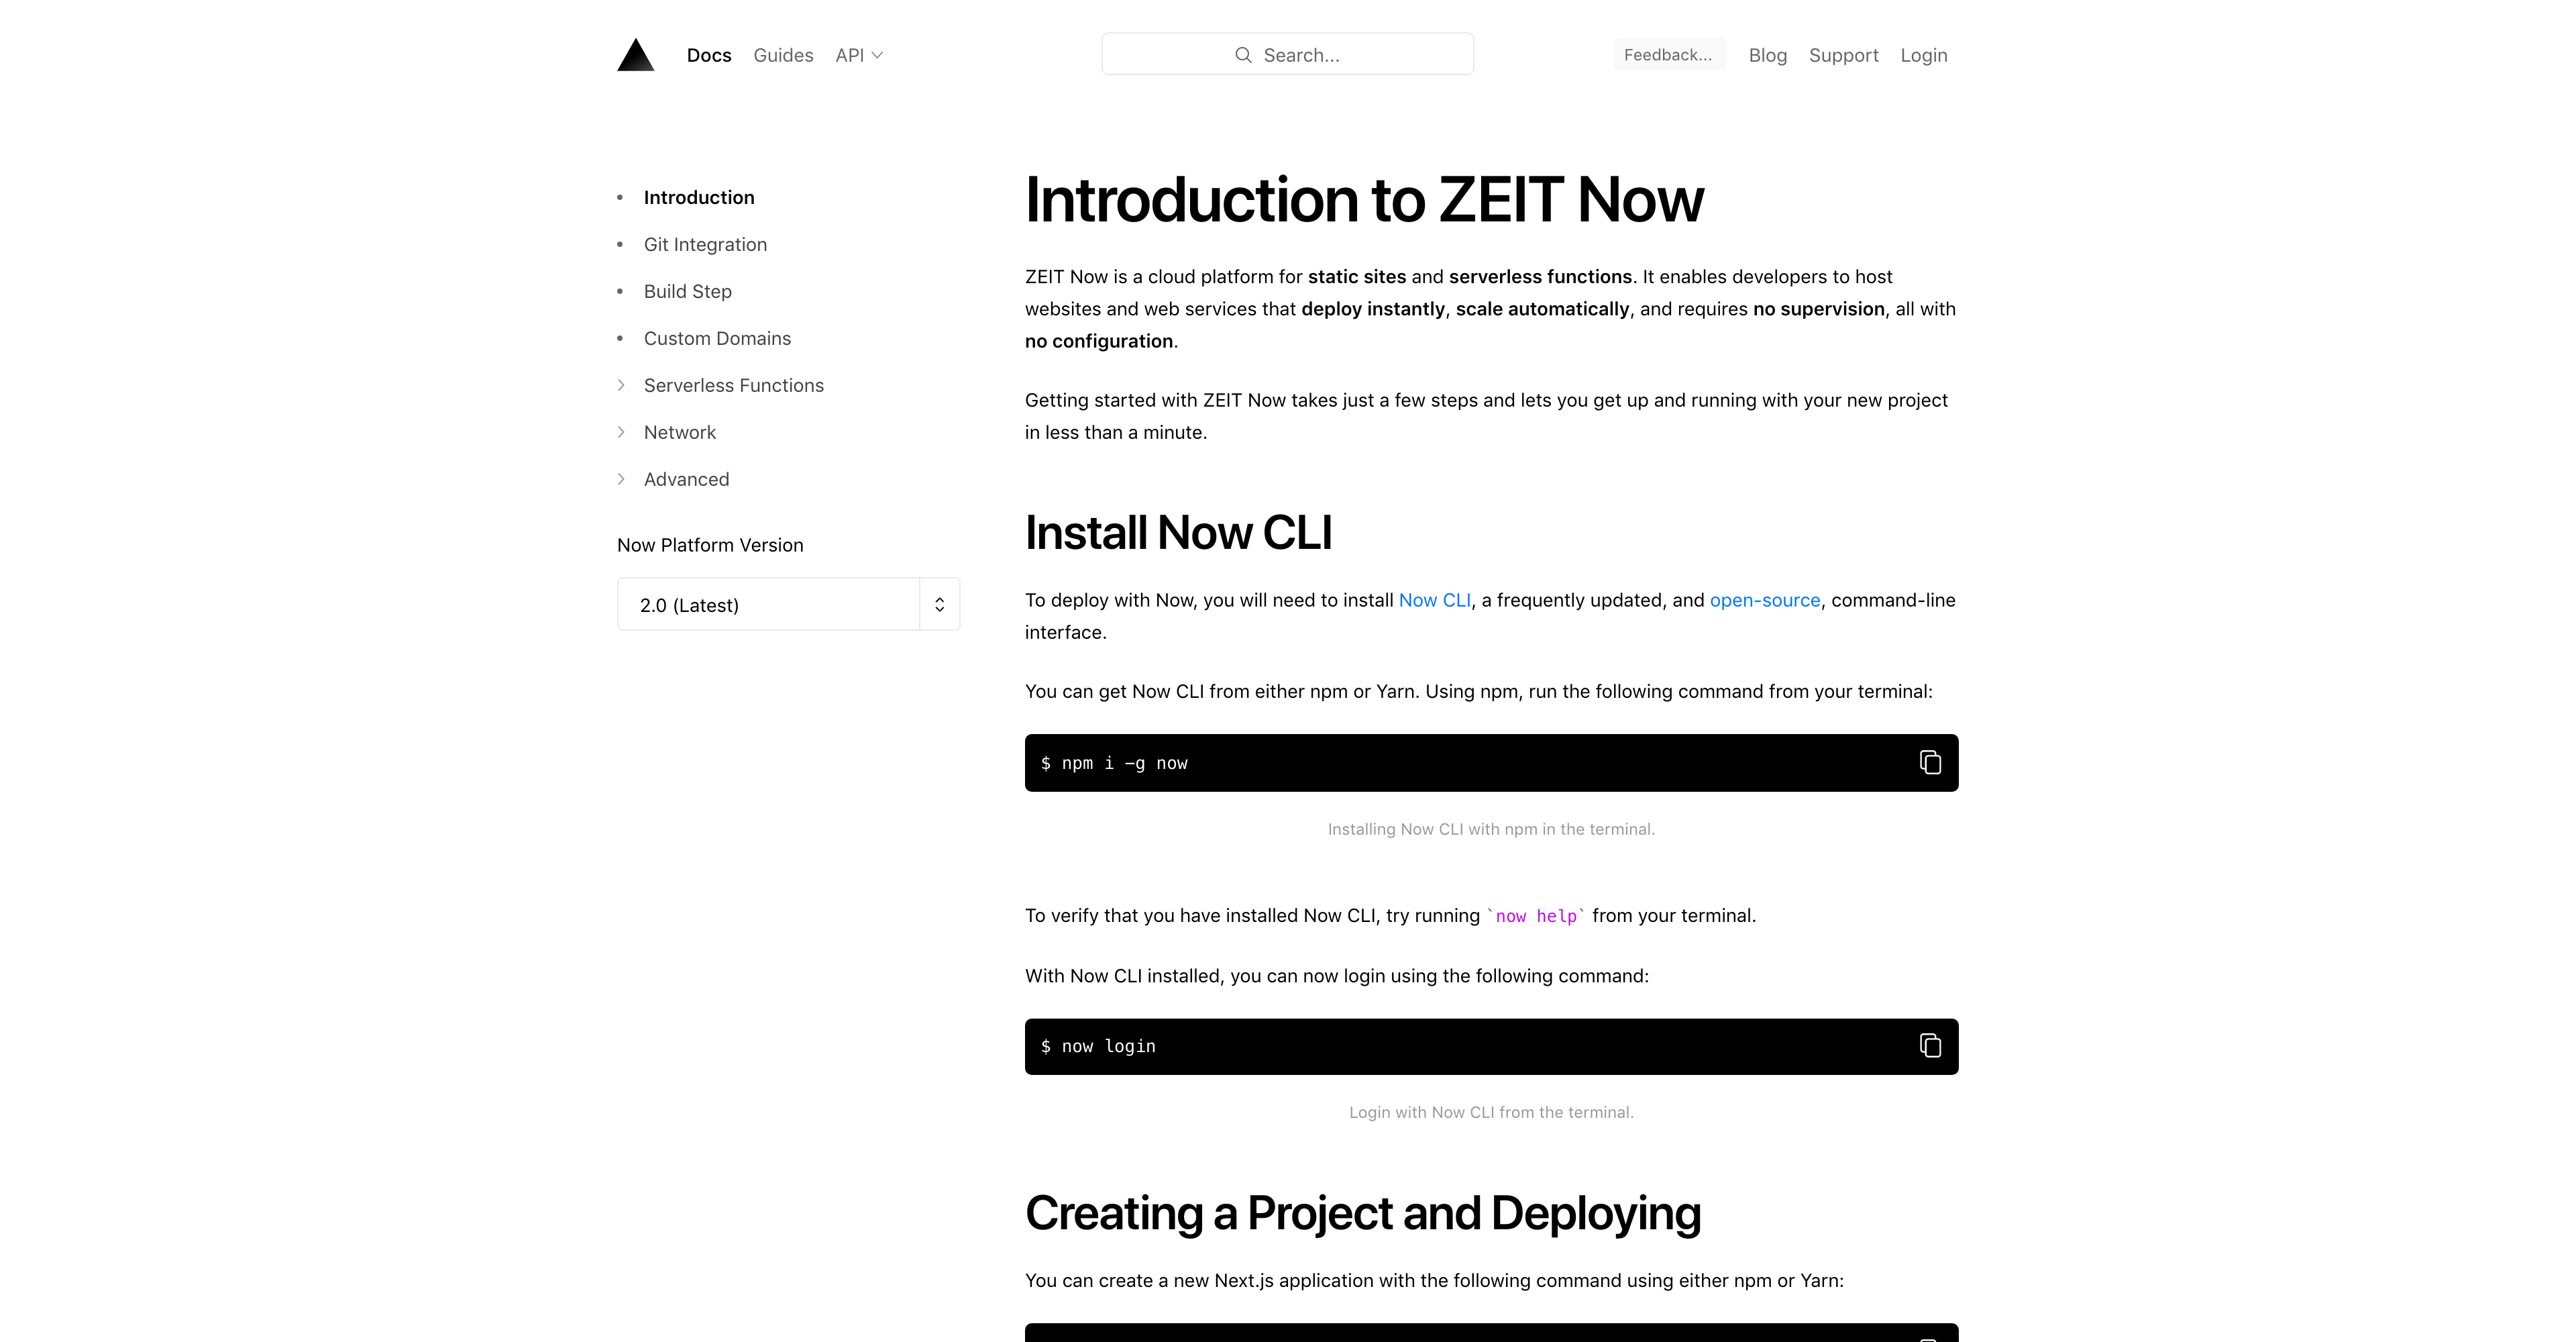 Docs Guides API
Search...
Feedback... Blog Support Login
Introduction
Git Integration
Build Step
Custom Domains
Serverless Functions
Network
Advanced
Now Platform Version
2.0 (Latest)
Introduction to ZEIT Now
ZEIT Now is a cloud platform for static sites and serverless functions. It enables developers to host
websites and web services that deploy instantly, scale automatically, and requires no supervision, all with
no configuration.
Getting started with ZEIT Now takes just a few steps and lets you get up and running with your new project
in less than a minute.
Install Now CLI
To deploy with Now, you will need to install Now CLI, a frequently updated, and open-source, command-line
interface.
You can get Now CLI from either npm or Yarn. Using npm, run the following command from your terminal:
$ npm i -g now
Installing Now CLI with npm in the terminal.
To verify that you have installed Now CLI, try running `now help` from your terminal.
With Now CLI installed, you can now login using the following command:
$ now login
Login with Now CLI from the terminal.
Creating a Project and Deploying
You can create a new Next.js application with the following command using either npm or Yarn: